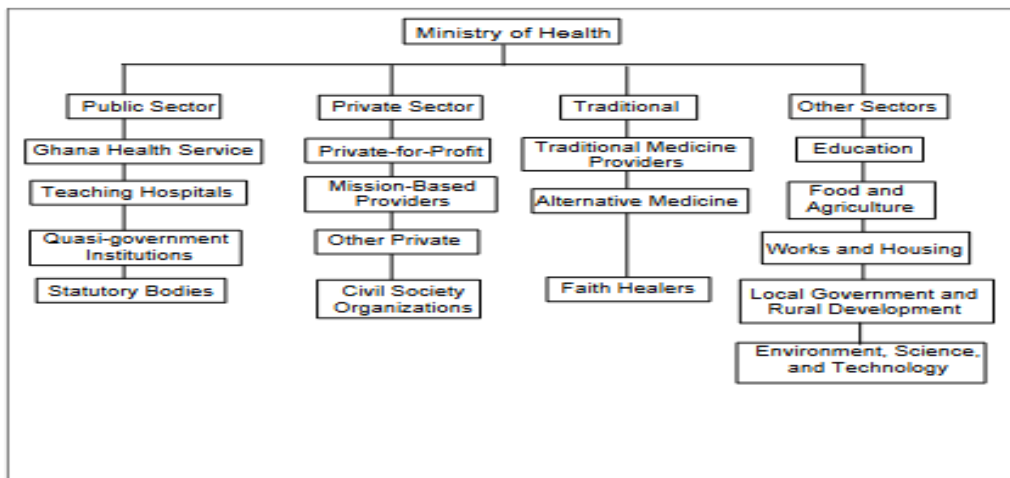 Ministry of Health
Public Sector
Ghana Health Service
Teaching Hospitals
Quasi-government
Institutions
Statutory Bodies
Private Sector
Private-for-Profit
Mission-Based
Providers
Other Private
Civil Society
Organizations
Traditional
Traditional Medicine
Providers
Alternative Medicine
Faith Healers
Other Sectors
Education
Food and
Agriculture
Works and Housing
Local Government and
Rural Development
Environment, Science,
and Technology